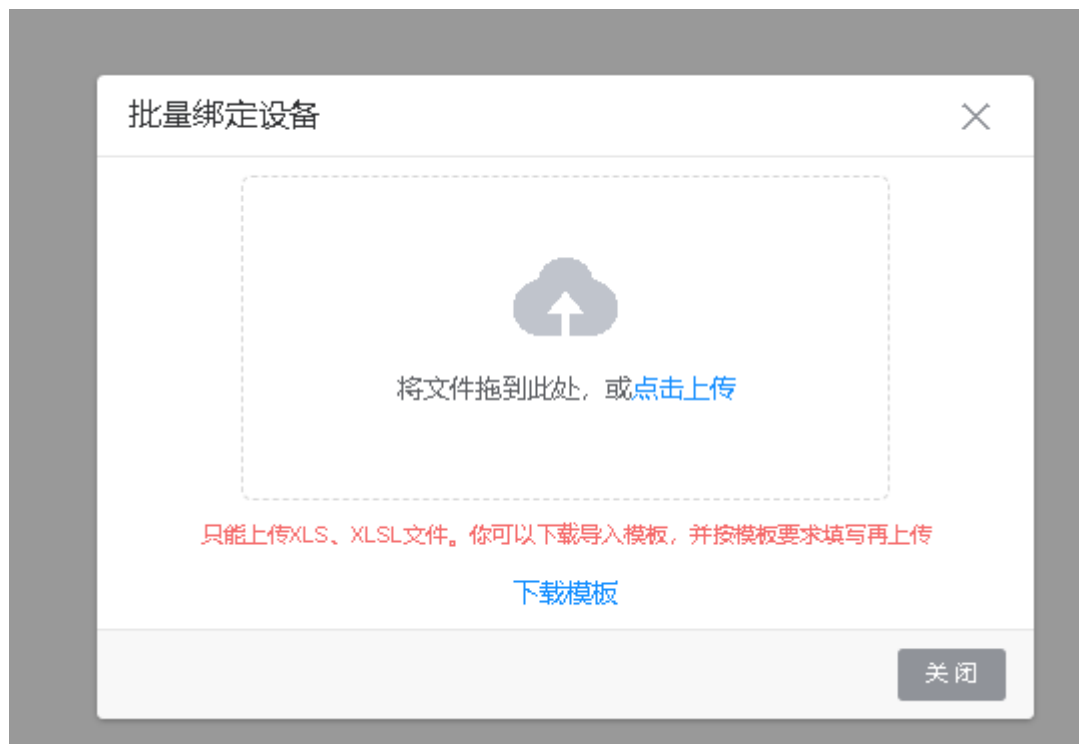 批量绑定设备
将文件拖到此处，或点击上传
只能上传XLS、XLSL文件。你可以下载导入模板，并按模板要求填写再上传
下载模板
关闭